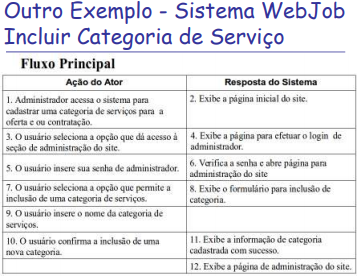 Outro Exemplo - Sistema WebJob
Incluir Categoria de Serviço
Fluxo Principal
Ação do Ator
Resposta do Sistema
1. Administrador acessa o sistema para
cadastrar uma categoria de serviços para a
oferta e ou contratação.
2. Exibe a página inicial do site.
3. O usuário seleciona a opção que dá acesso à
seção de administração do site.
4. Exibe a página para efetuar o login de
administrador.
5. O usuário insere sua senha de administrador.
6. Verifica a senha e abre página para
administração do site
7. O usuário seleciona a opção que permite a
inclusão de uma categoria de serviços.
8. Exibe o formulário para inclusão de
categoria.
9. O usuário insere o nome da categoria de
serviços.
10. O usuário confirma a inclusão de uma
nova categoria.
11. Exibe a informação de categoria
cadastrada com sucesso.
12. Exibe a página de administração do site.